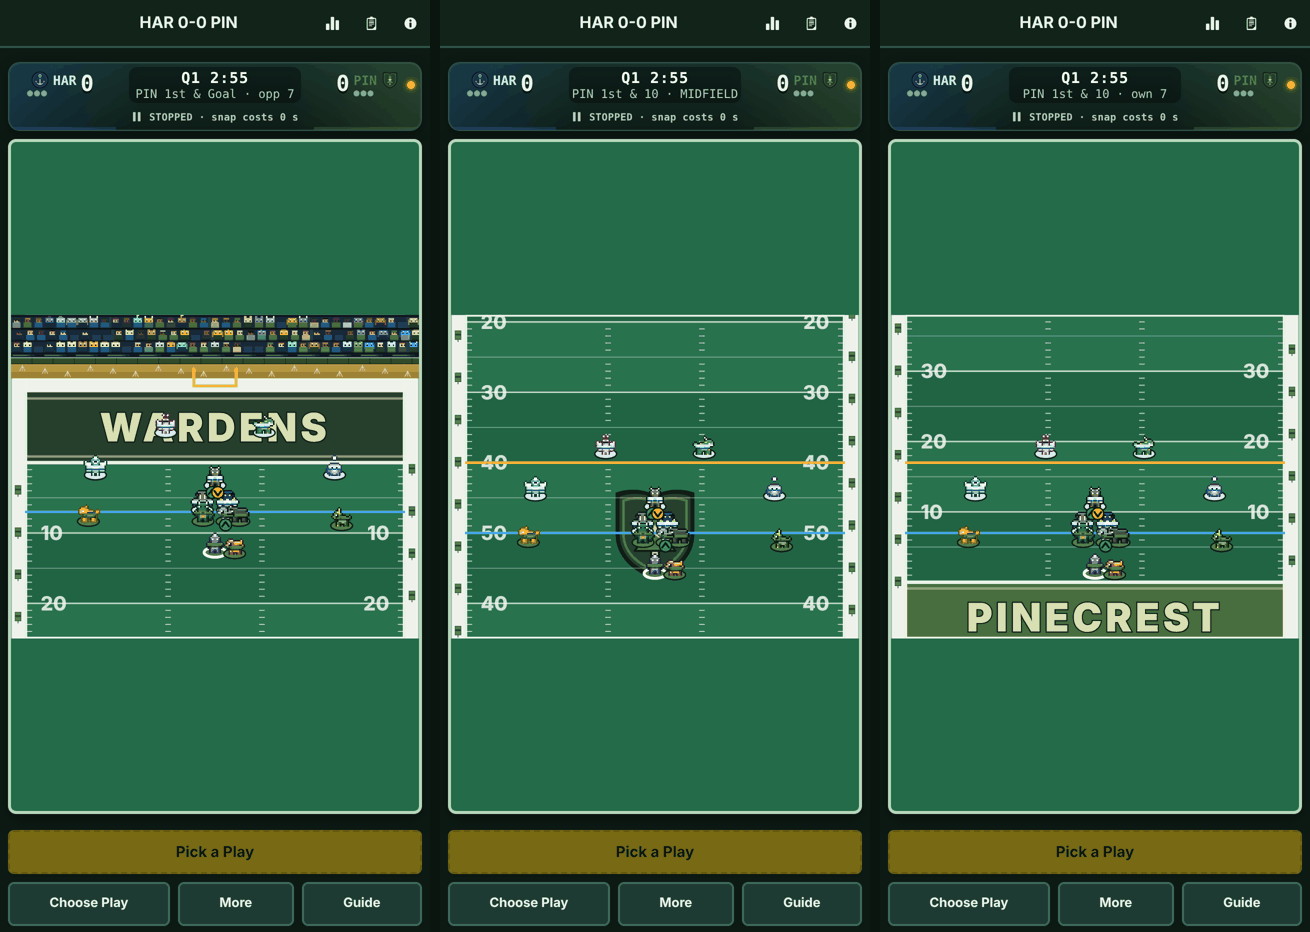 HAR 0-0 PIN
HAR 0
Q1 2:55
0 PIN
PIN 1st & Goal · opp 7
STOPPED · snap costs 0 s
WARDENS
10 10
20 20
Pick a Play
Choose Play
More
Guide
HAR 0-0 PIN
HAR 0
Q1 2:55
0 PIN
PIN 1st & 10 · MIDFIELD
STOPPED · snap costs 0 s
20 20
30 30
40 40
50 50
40 40
Pick a Play
Choose Play
More
Guide
HAR 0-0 PIN
HAR 0
Q1 2:55
0 PIN
PIN 1st & 10 · own 7
STOPPED · snap costs 0 s
30 30
20 20
10 10
PINECREST
Pick a Play
Choose Play
More
Guide